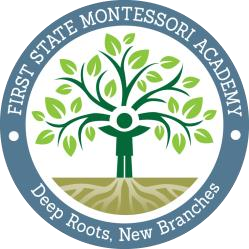 FIRST STATE MONTESSORI ACADEMY
Deep Roots, New Branches